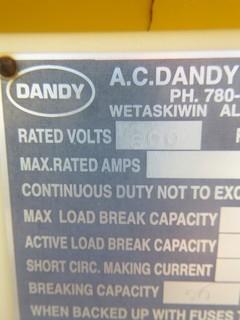 DANDY
A.C.DANDY
PH. 780-
WETASKIWIN AL
RATED VOLTS 600
MAX.RATED AMPS
CONTINUOUS DUTY NOT TO EXC
MAX LOAD BREAK CAPACITY
ACTIVE LOAD BREAK CAPACITY
SHORT CIRC. MAKING CURRENT
BREAKING CAPACITY
WHEN BACKED UP WITH FUSES